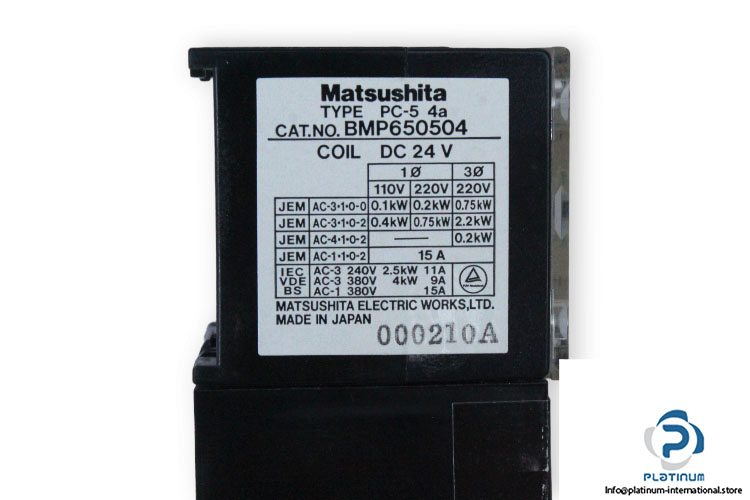 Matsushita
TYPE PC-5 4a
CAT.NO. BMP650504
COIL DC 24 V
1Ø 3Ø
110V 220V 220V
JEM AC-3·1·0-0 0.1kW 0.2kW 0.75kW
JEM AC-3·1·0-2 0.4kW 0.75kW 2.2kW
JEM AC-4·1·0-2 — 0.2kW
JEM AC-1·1·0-2 15A
IEC AC-3 240V 2.5kW 11A
VDE AC-3 380V 4kW 9A
BS AC-1 380V 15A
MATSUSHITA ELECTRIC WORKS,LTD.
MADE IN JAPAN
000210A
PLATINUM
Info@platinum-international.store